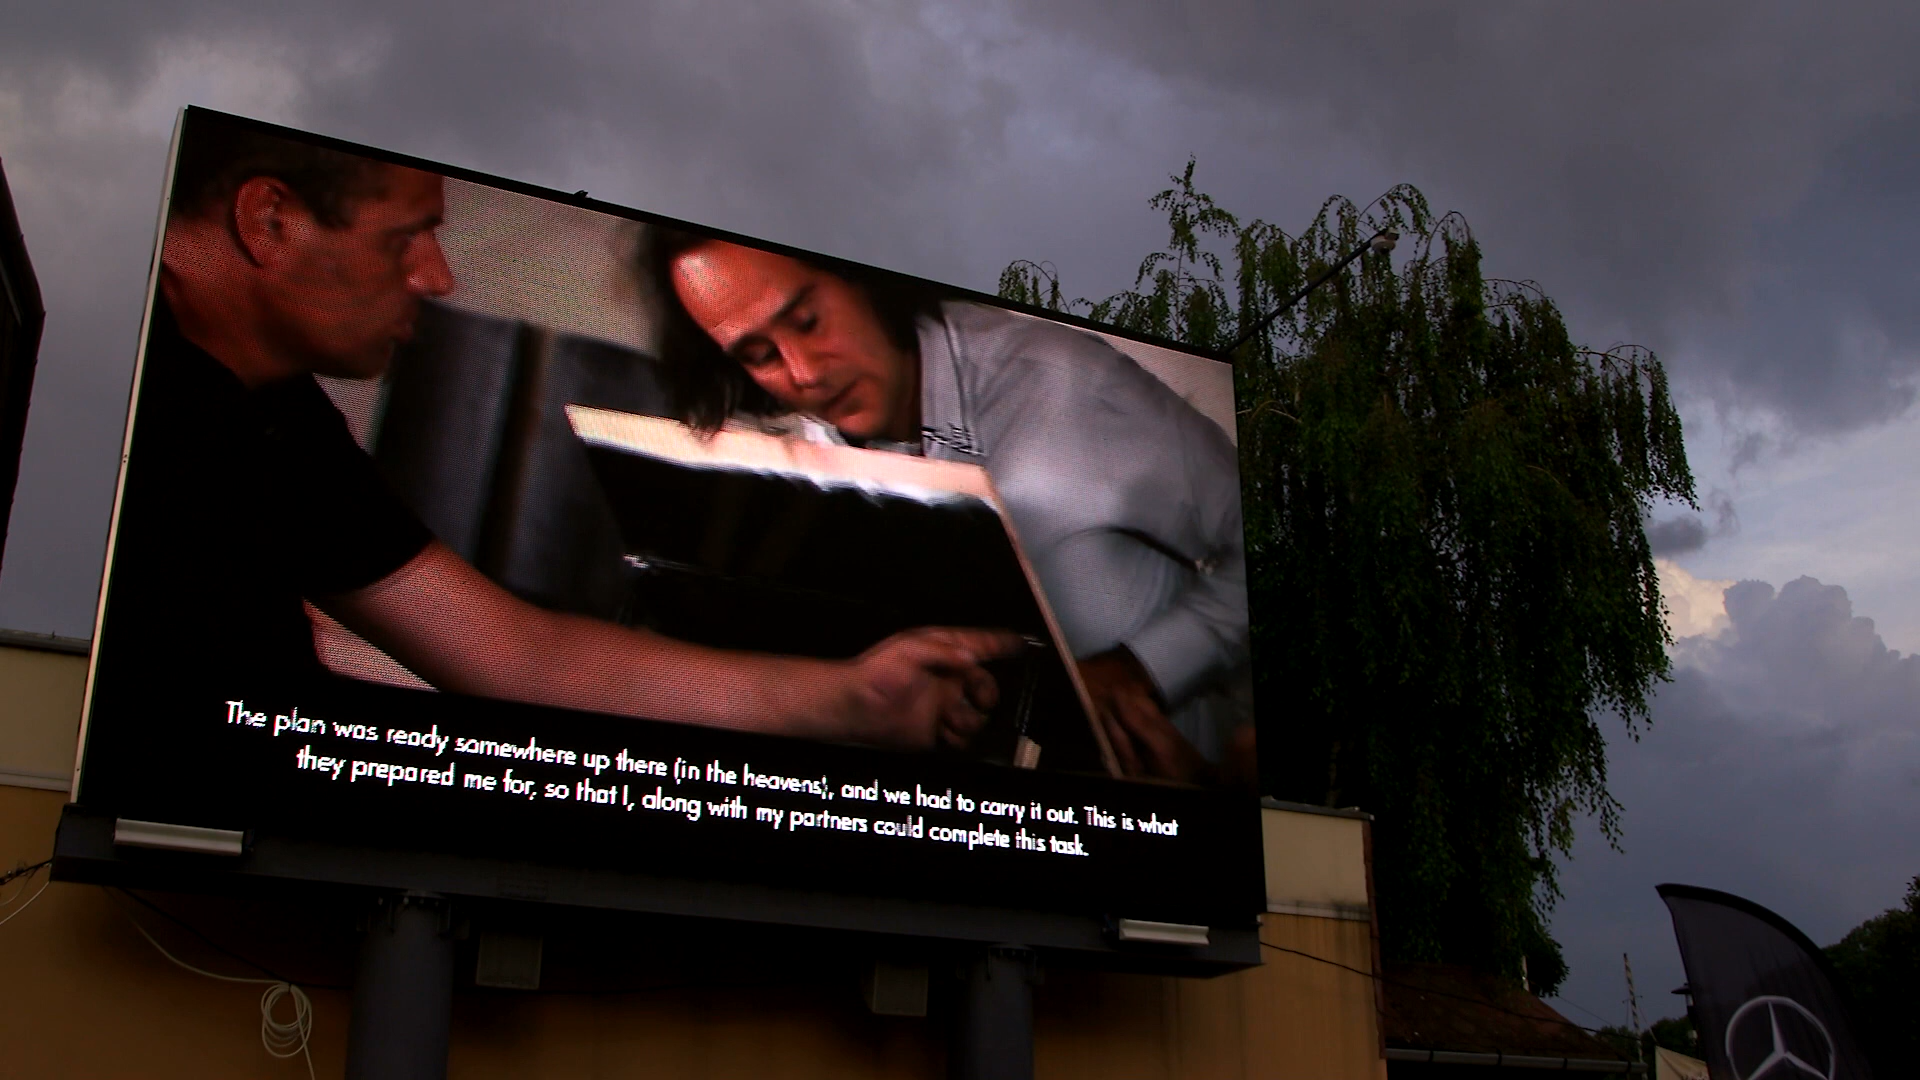 The plan was ready somewhere up there (in the heavens), and we had to carry it out. This is what
they prepared me for, so that I, along with my partners could complete this task.